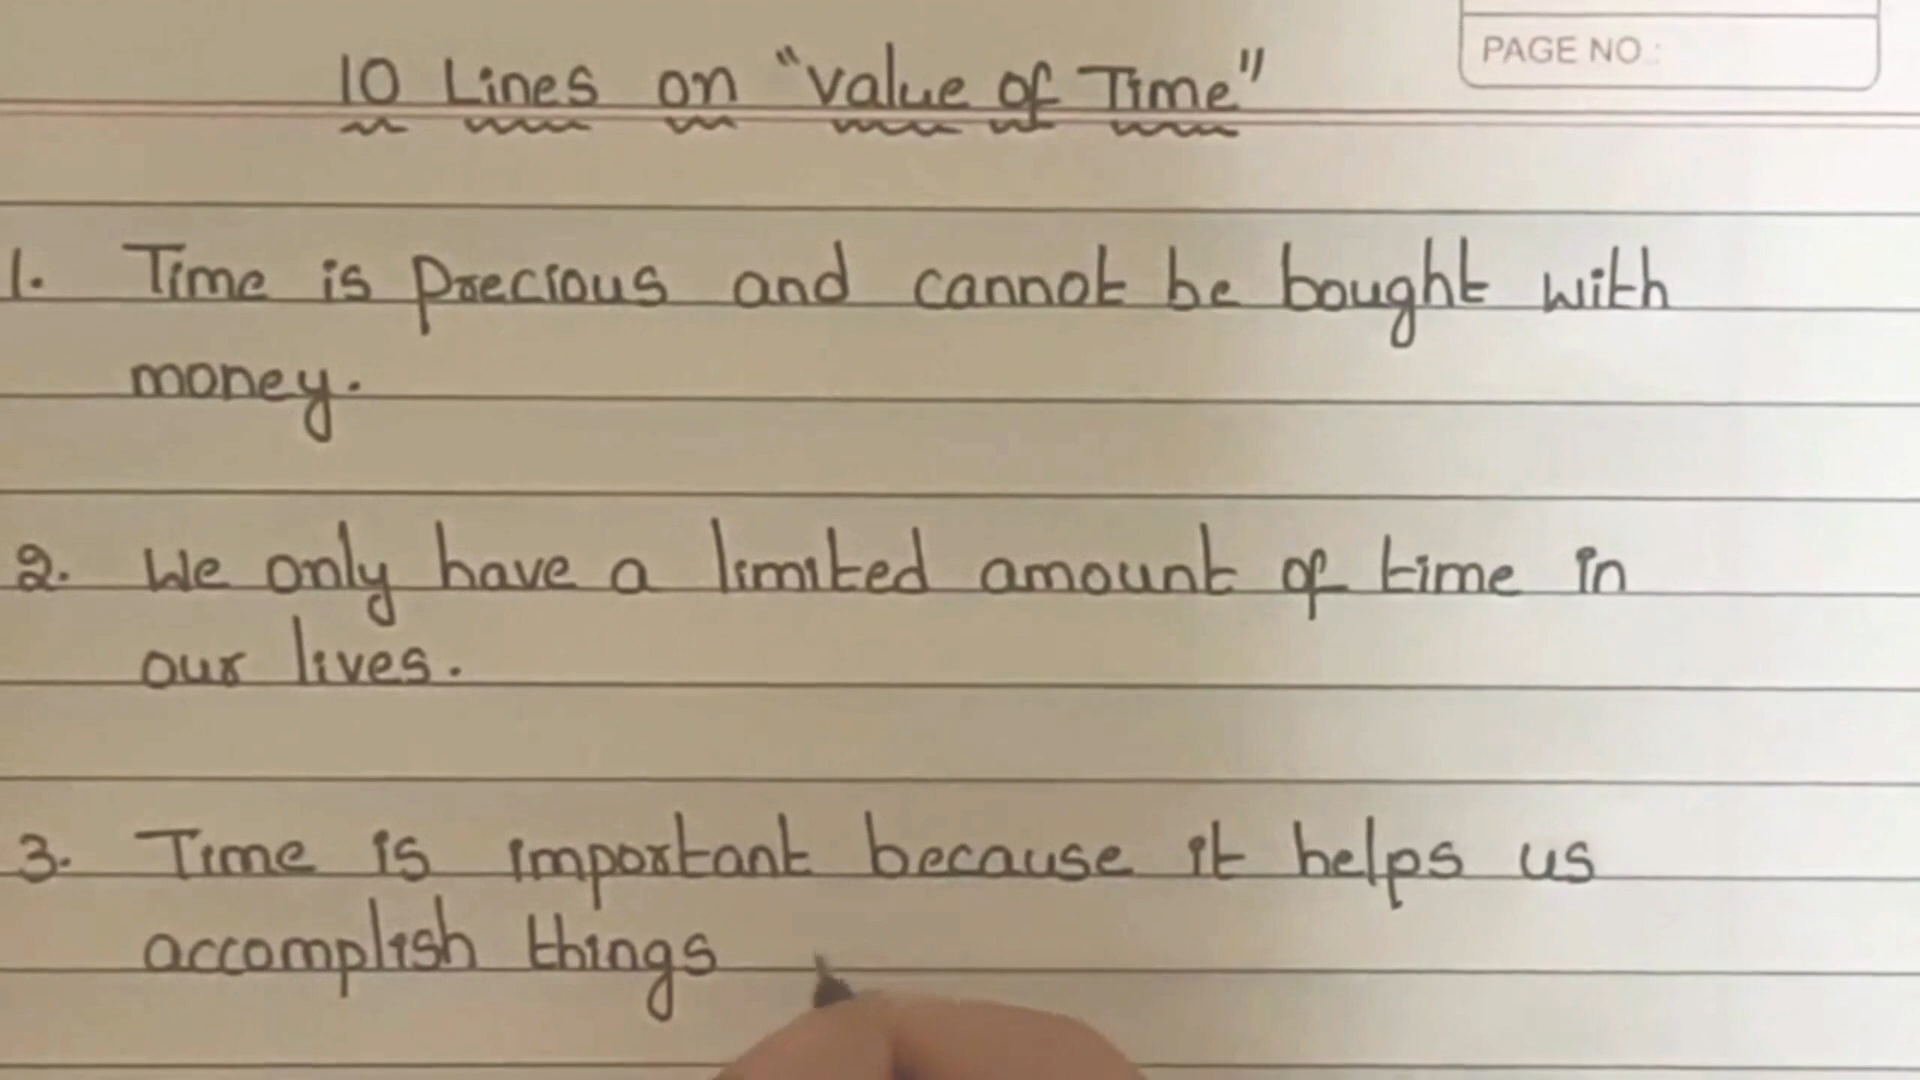 PAGE NO :
10 Lines on "Value of Time"
1. Time is precious and cannot be bought with
money.
2. We only have a limited amount of time in
our lives.
3. Time is important because it helps us
accomplish things